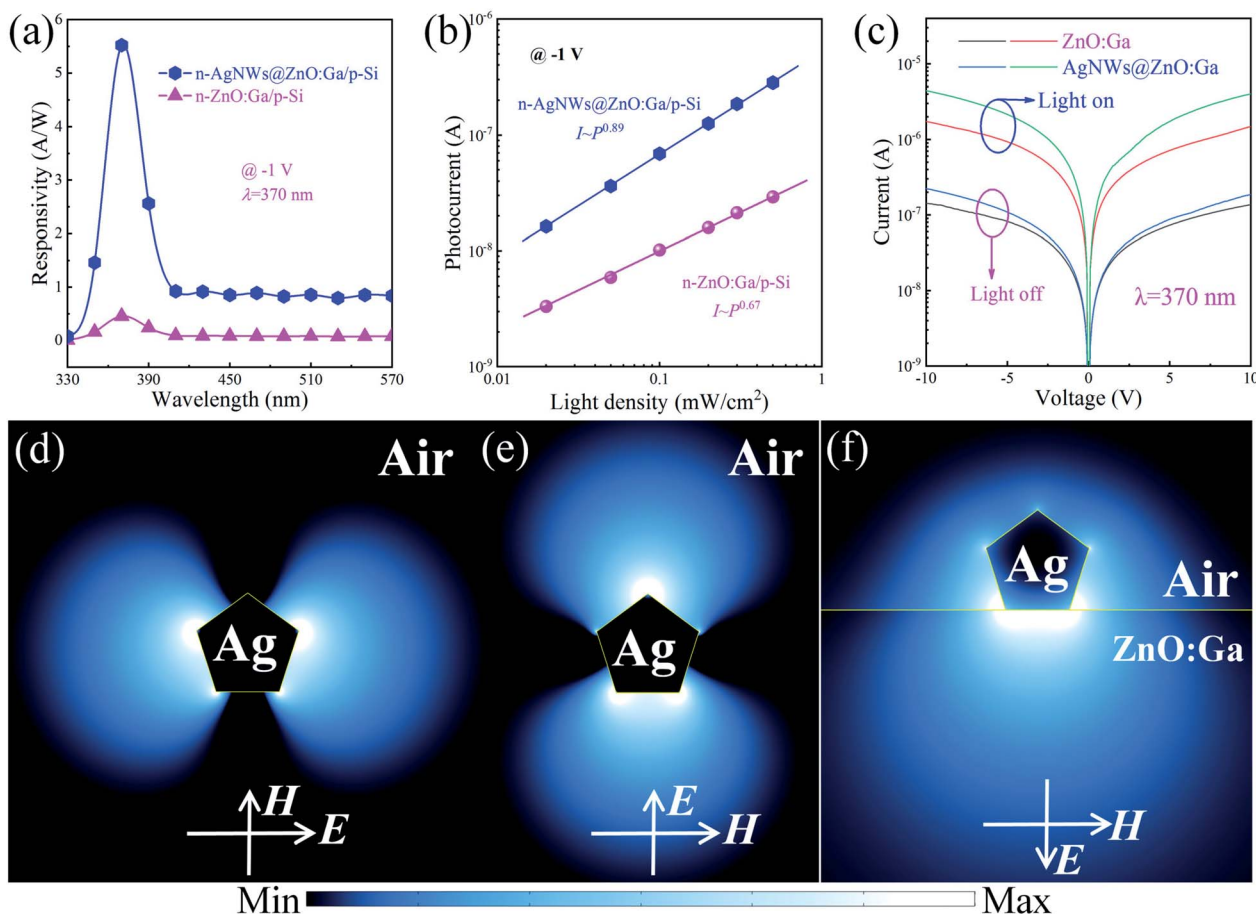 (a)
6
5
4
3
2
1
0
330
390
450
510
570
Responsivity (A/W)
Wavelength (nm)
n-AgNWs@ZnO:Ga/p-Si
n-ZnO:Ga/p-Si
@ -1 V
λ=370 nm
(b)
10⁻⁶
10⁻⁷
10⁻⁸
10⁻⁹
0.01
0.1
1
Photocurrent (A)
Light density (mW/cm²)
@ -1 V
n-AgNWs@ZnO:Ga/p-Si
I~P⁰·⁸⁹
n-ZnO:Ga/p-Si
I~P⁰·⁶⁷
(c)
ZnO:Ga
AgNWs@ZnO:Ga
10⁻⁵
10⁻⁶
10⁻⁷
10⁻⁸
10⁻⁹
-10
-5
0
5
10
Current (A)
Voltage (V)
Light on
Light off
λ=370 nm
(d)
Air
Ag
H
E
(e)
Air
Ag
E
H
(f)
Ag
Air
ZnO:Ga
H
E
Min
Max